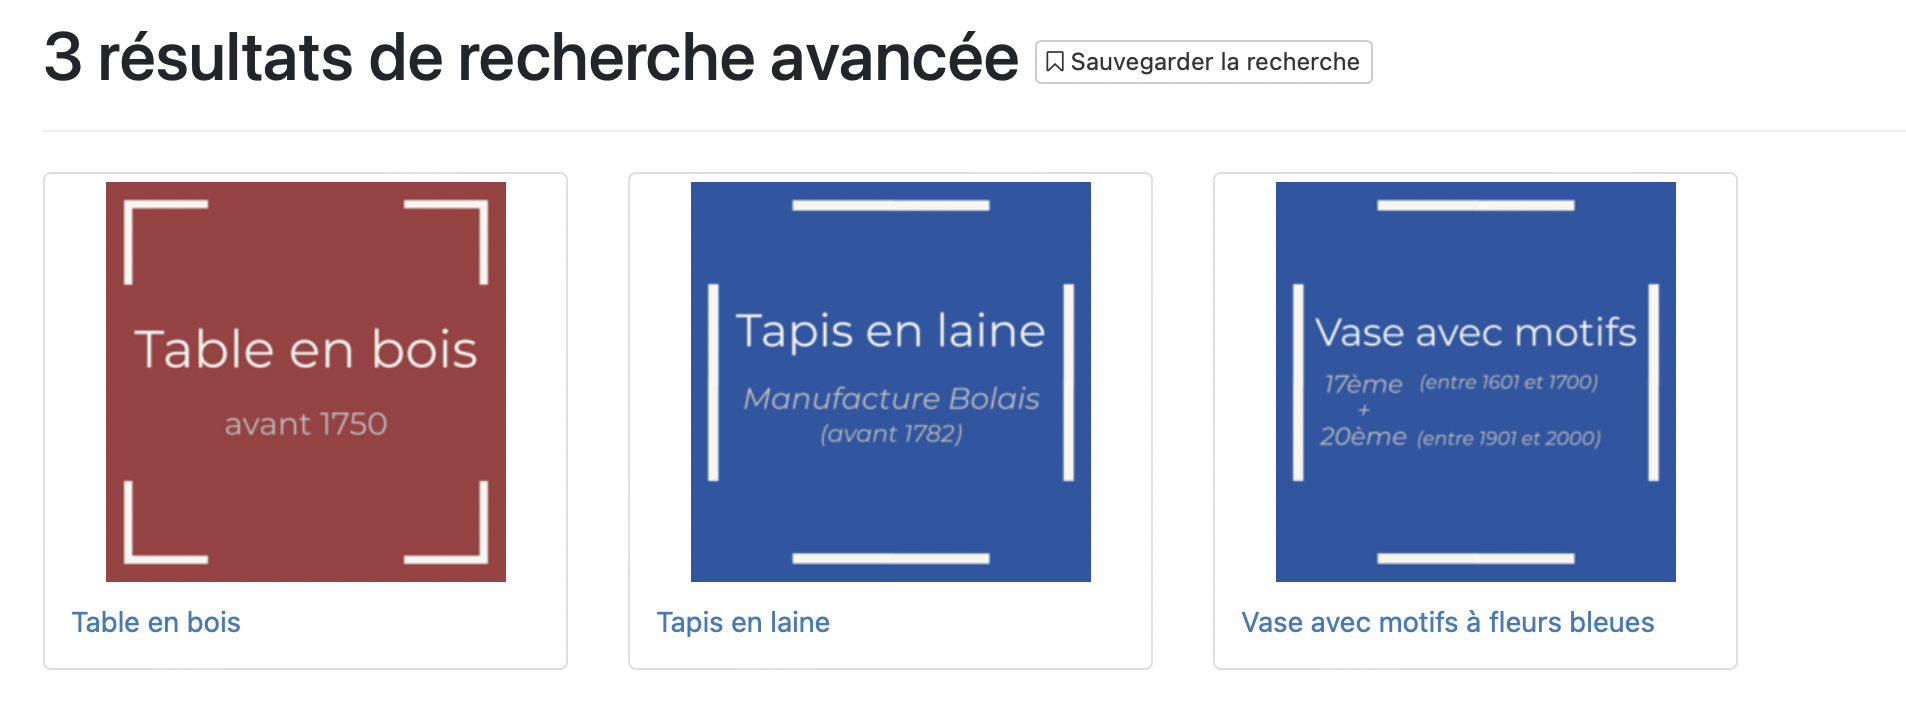 3 résultats de recherche avancée
Sauvegarder la recherche
Table en bois
avant 1750
Table en bois
Tapis en laine
Manufacture Bolais
(avant 1782)
Tapis en laine
Vase avec motifs
17ème (entre 1601 et 1700)
+
20ème (entre 1901 et 2000)
Vase avec motifs à fleurs bleues